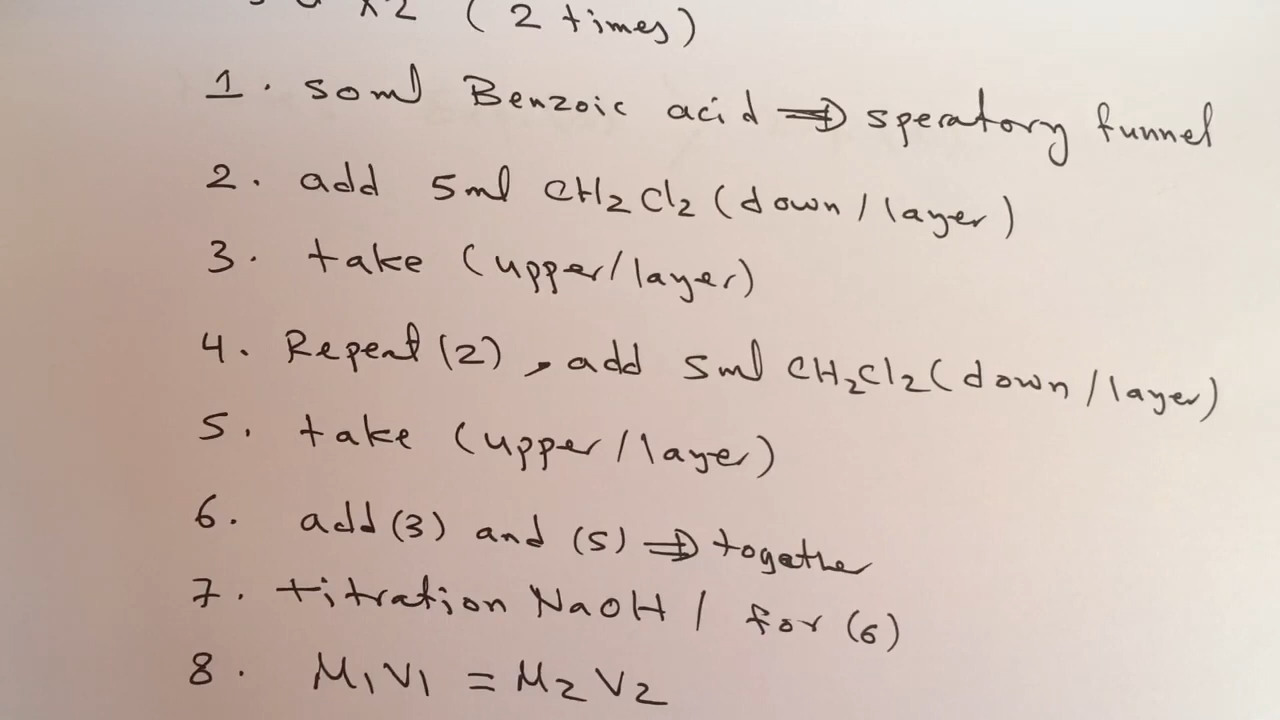 x2 (2 times)
1. 50ml Benzoic acid ⇒ speratory funnel
2. add 5ml CH2Cl2 (down/layer)
3. take (upper/layer)
4. Repeat (2), add 5ml CH2Cl2 (down/layer)
5. take (upper/layer)
6. add (3) and (5) ⇒ together
7. titration NaOH / for (6)
8. M1V1 = M2V2